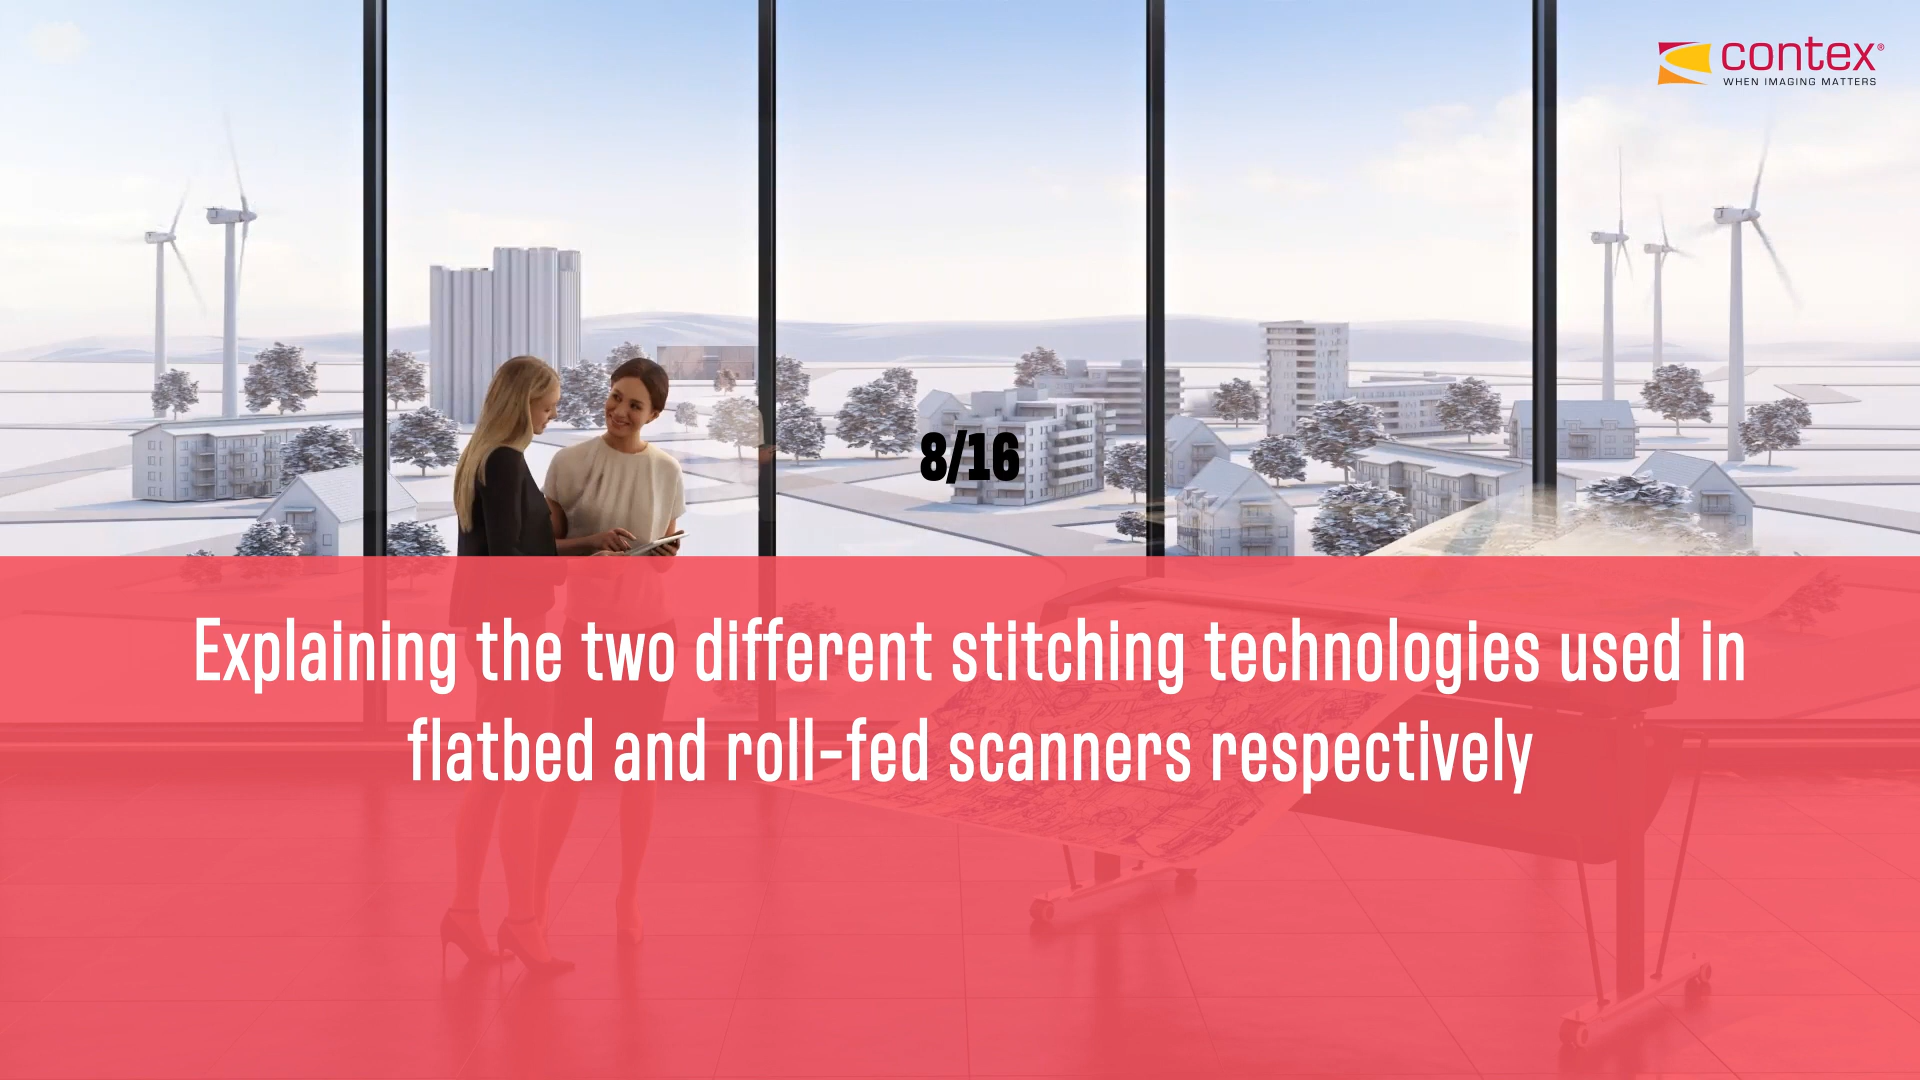 contex®
WHEN IMAGING MATTERS
8/16
Explaining the two different stitching technologies used in
flatbed and roll-fed scanners respectively